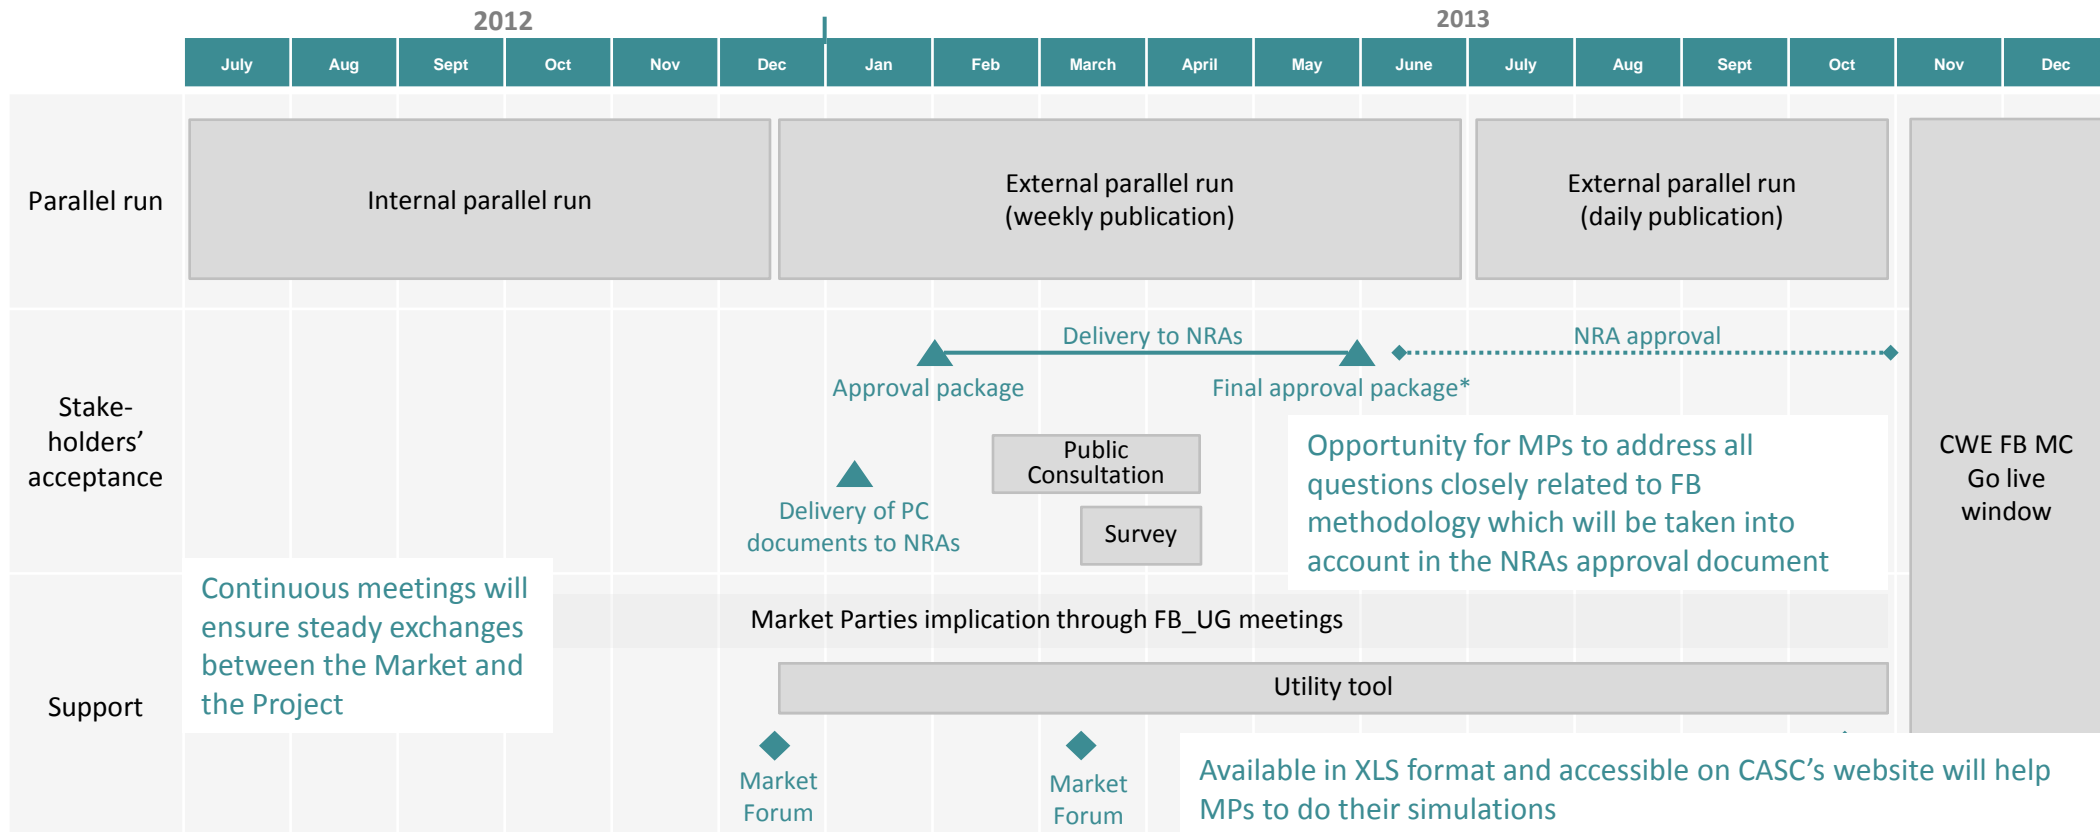 2012
2013
July Aug Sept Oct Nov Dec Jan Feb March April May June July Aug Sept Oct Nov Dec
Parallel run
Internal parallel run
External parallel run
(weekly publication)
External parallel run
(daily publication)
Stake-
holders’
acceptance
Delivery to NRAs
NRA approval
Approval package
Final approval package*
Public
Consultation
Delivery of PC
documents to NRAs
Survey
Opportunity for MPs to address all
questions closely related to FB
methodology which will be taken into
account in the NRAs approval document
CWE FB MC
Go live
window
Support
Continuous meetings will
ensure steady exchanges
between the Market and
the Project
Market Parties implication through FB_UG meetings
Utility tool
Market
Forum
Market
Forum
Available in XLS format and accessible on CASC’s website will help
MPs to do their simulations